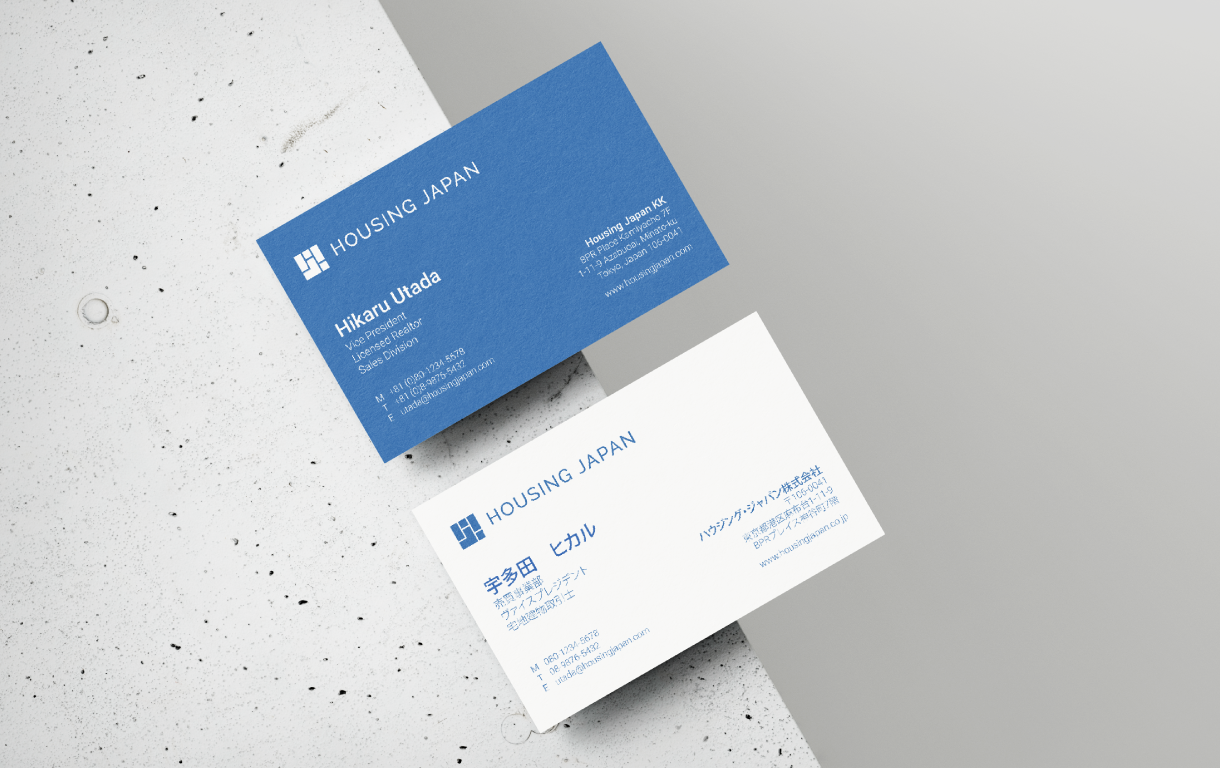 HOUSING JAPAN
Hikaru Utada
Vice President
Licensed Realtor
Sales Division
M +81 (0)80-1234-5678
T +81 (0)8-9876-5432
E utada@housingjapan.com
Housing Japan KK
BPR Place Kamiyacho 7F
1-11-9 Azabudai, Minato-ku
Tokyo, Japan 106-0041
www.housingjapan.com
HOUSING JAPAN
宇多田 ヒカル
売買事業部
ヴァイスプレジデント
宅地建物取引士
M 080-1234-5678
T 08-9876-5432
E utada@housingjapan.com
ハウジング・ジャパン株式会社
〒106-0041
東京都港区麻布台1-11-9
BPRプレイス神谷町7階
www.housingjapan.co.jp